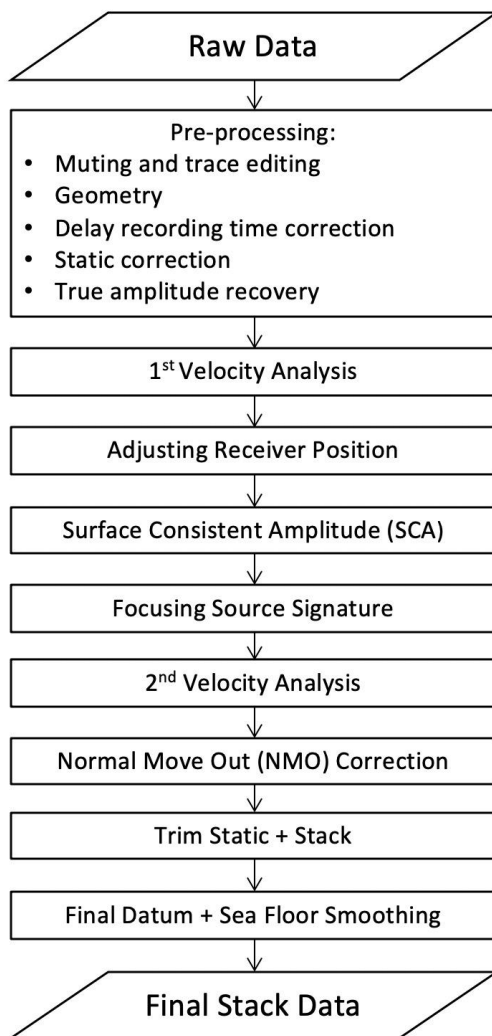 Raw Data
Pre-processing:
• Muting and trace editing
• Geometry
• Delay recording time correction
• Static correction
• True amplitude recovery
1st Velocity Analysis
Adjusting Receiver Position
Surface Consistent Amplitude (SCA)
Focusing Source Signature
2nd Velocity Analysis
Normal Move Out (NMO) Correction
Trim Static + Stack
Final Datum + Sea Floor Smoothing
Final Stack Data